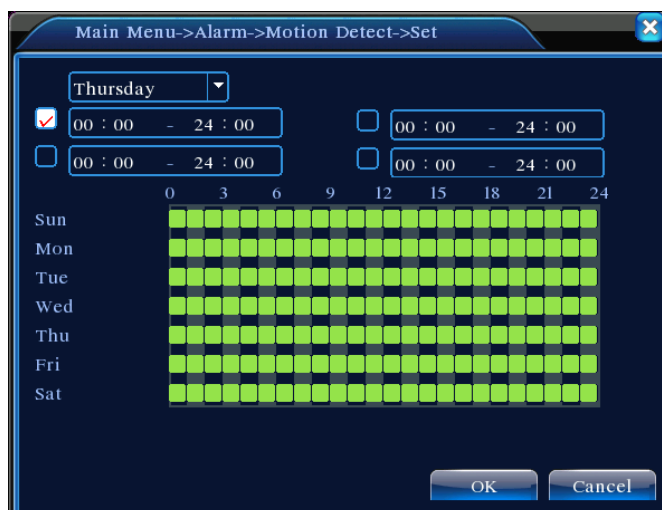 Main Menu->Alarm->Motion Detect->Set
Thursday
00 : 00 - 24 : 00 00 : 00 - 24 : 00
00 : 00 - 24 : 00 00 : 00 - 24 : 00
0 3 6 9 12 15 18 21 24
Sun
Mon
Tue
Wed
Thu
Fri
Sat
OK Cancel